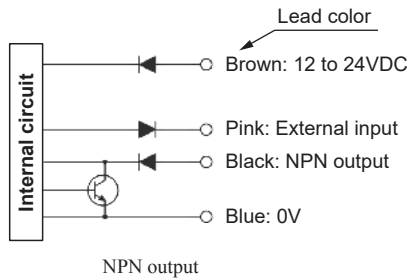 Lead color
Brown: 12 to 24VDC
Pink: External input
Black: NPN output
Blue: 0V
Internal circuit
NPN output